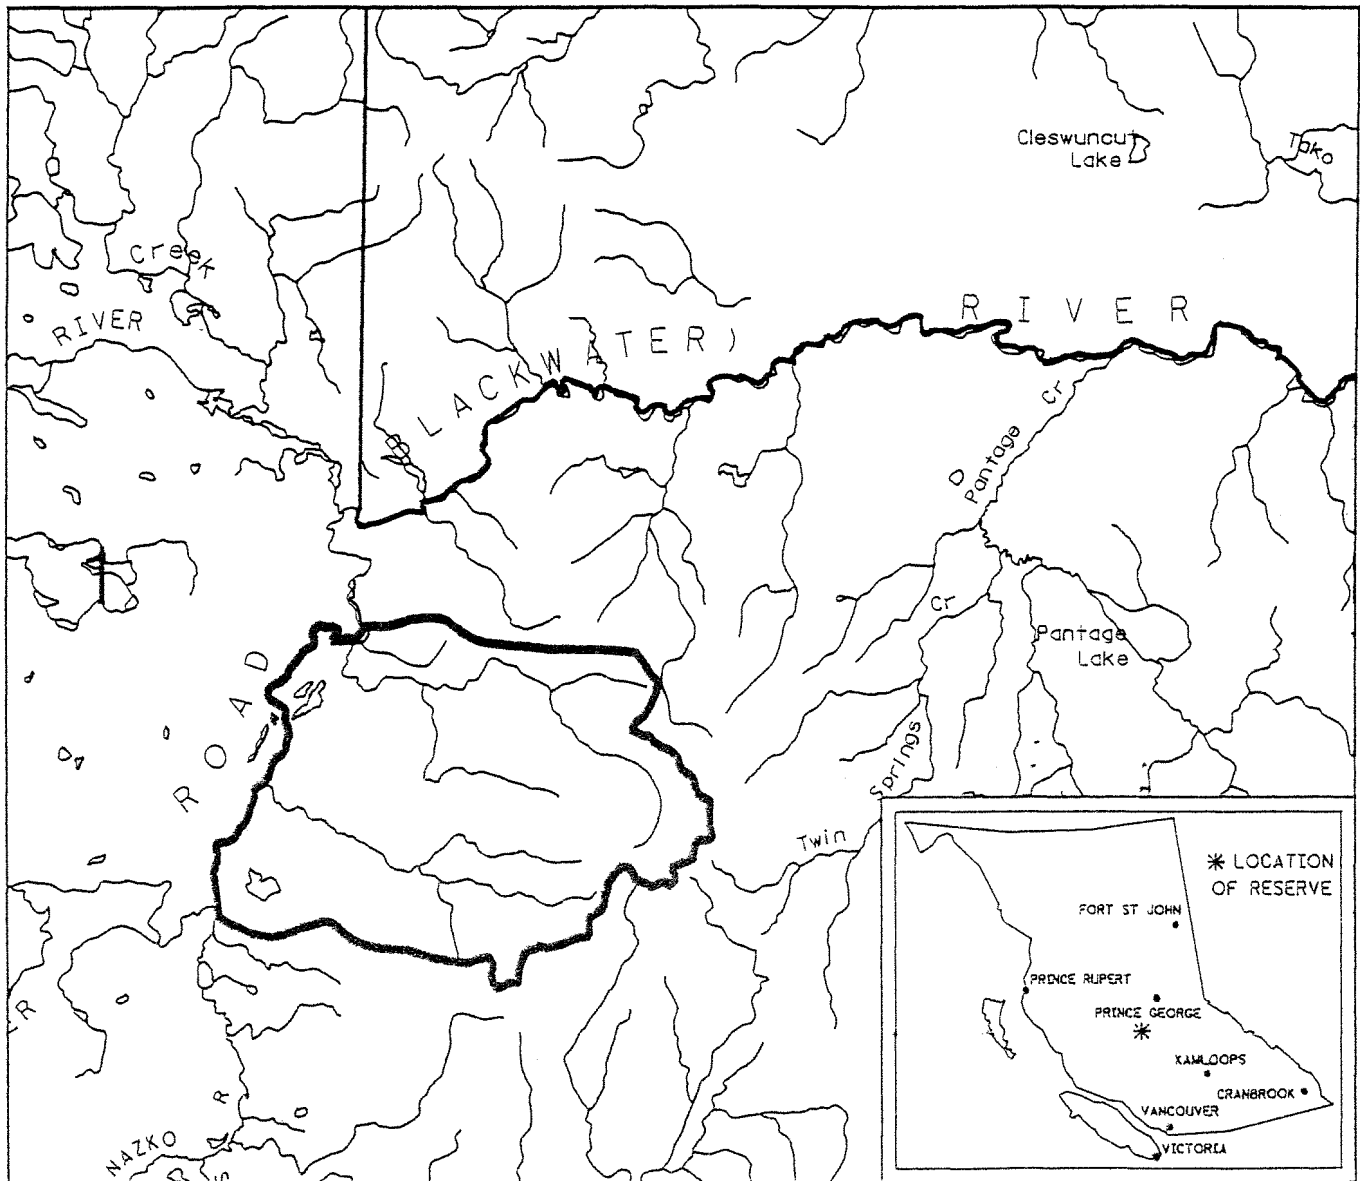 Cleswuncut
Lake
Toko
Creek
RIVER
BLACKWATER)
RIVER
Pantage Cr
Cr
Pantage
Lake
ROAD
Springs
Twin
NAZKO
R
LOCATION
OF RESERVE
FORT ST JOHN
PRINCE RUPERT
PRINCE GEORGE
KAMLOOPS
CRANBROOK
VANCOUVER
VICTORIA